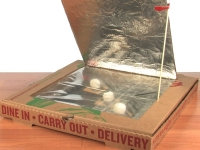 DINE IN • CARRY OUT • DELIVERY